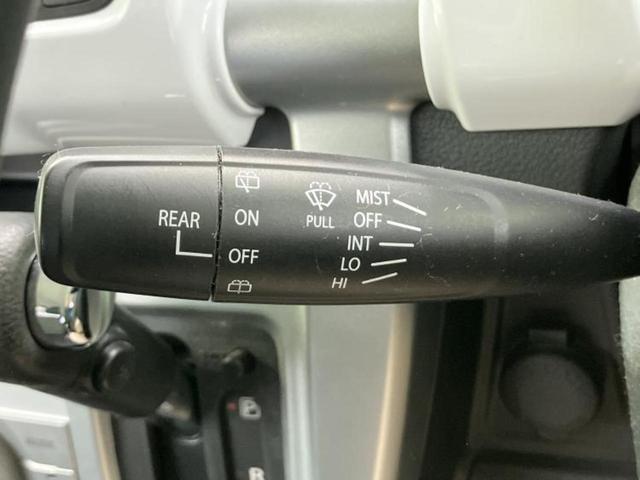 REAR
ON
OFF
PULL
MIST
OFF
INT
LO
HI
R